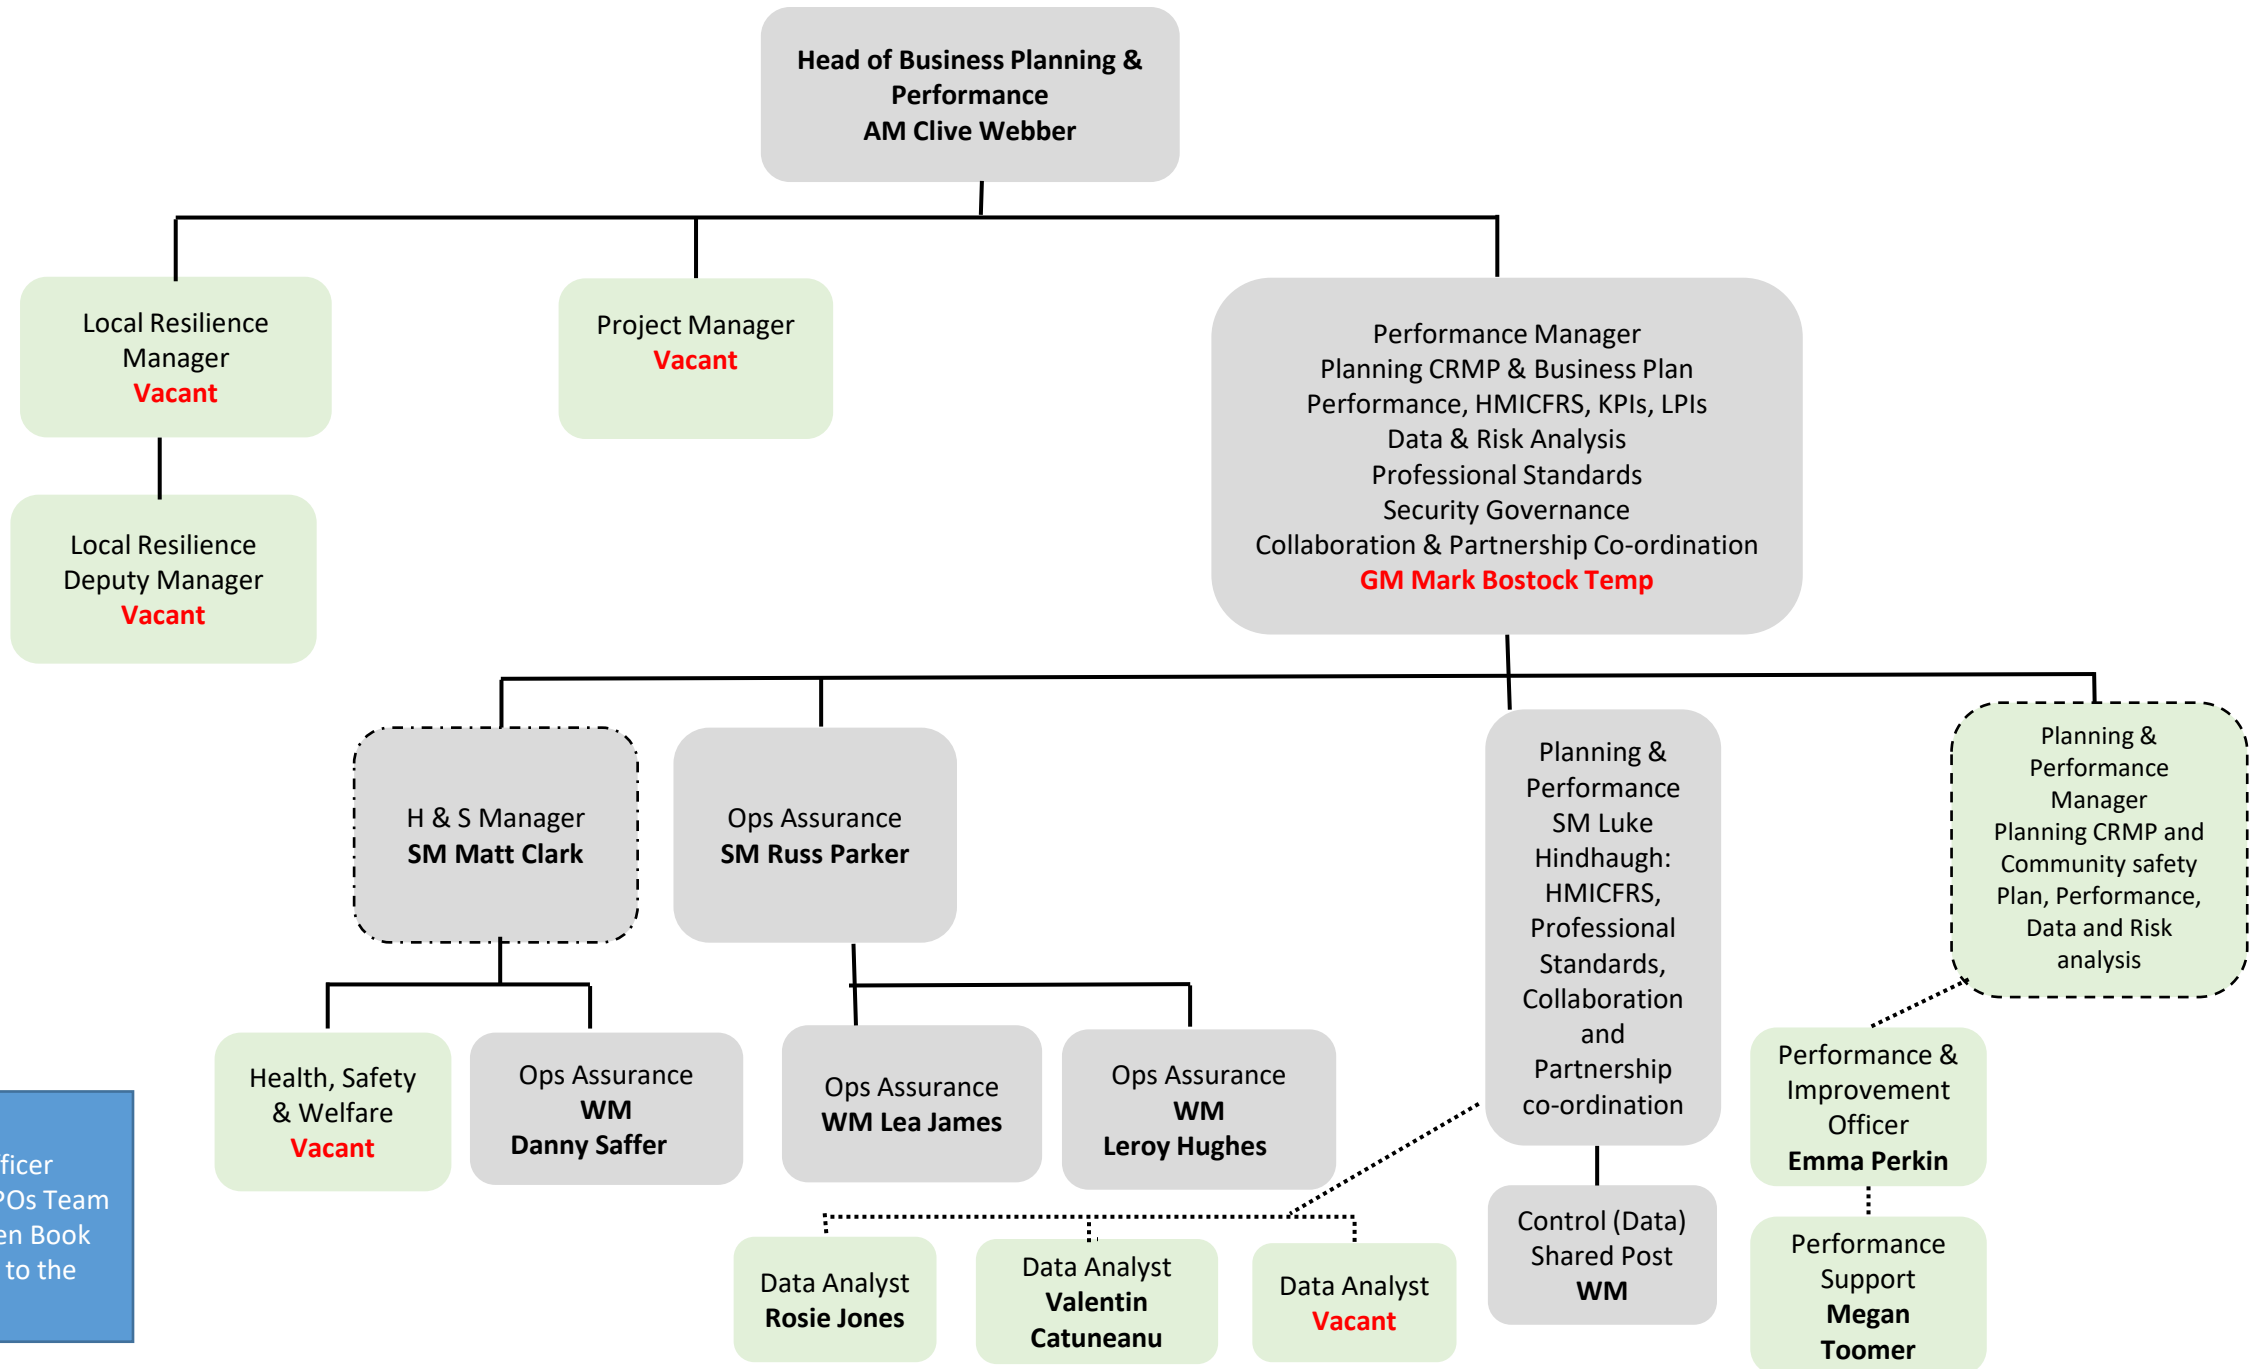 Head of Business Planning &
Performance
AM Clive Webber
Local Resilience
Manager
Vacant
Project Manager
Vacant
Performance Manager
Planning CRMP & Business Plan
Performance, HMICFRS, KPIs, LPIs
Data & Risk Analysis
Professional Standards
Security Governance
Collaboration & Partnership Co-ordination
GM Mark Bostock Temp
Local Resilience
Deputy Manager
Vacant
H & S Manager
SM Matt Clark
Ops Assurance
SM Russ Parker
Planning &
Performance
SM Luke
Hindhaugh:
HMICFRS,
Professional
Standards,
Collaboration
and
Partnership
co-ordination
Planning &
Performance
Manager
Planning CRMP and
Community safety
Plan, Performance,
Data and Risk
analysis
Health, Safety
& Welfare
Vacant
Ops Assurance
WM
Danny Saffer
Ops Assurance
WM Lea James
Ops Assurance
WM
Leroy Hughes
Performance &
Improvement
Officer
Emma Perkin
Team
Book
to the
Data Analyst
Rosie Jones
Data Analyst
Valentin
Catuneanu
Data Analyst
Vacant
Control (Data)
Shared Post
WM
Performance
Support
Megan
Toomer